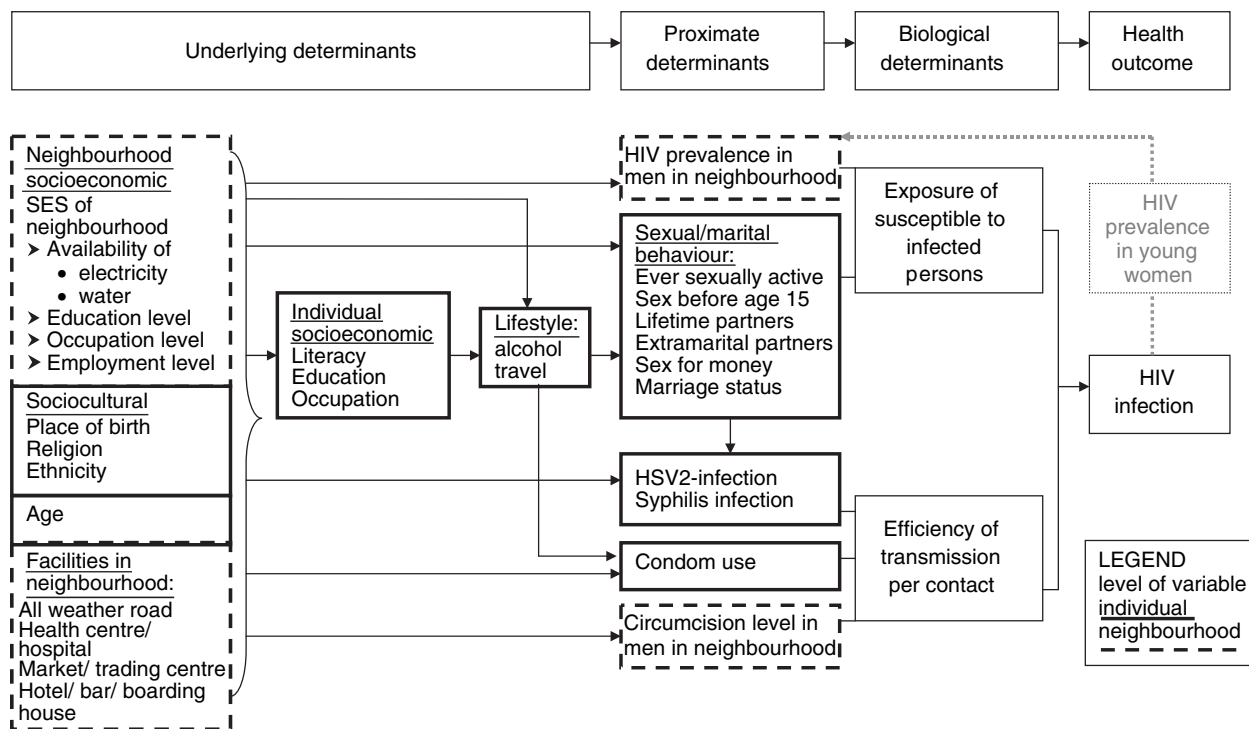 Underlying determinants
Proximate
determinants
Biological
determinants
Health
outcome
Neighbourhood
socioeconomic
SES of
neighbourhood
➤ Availability of
• electricity
• water
➤ Education level
➤ Occupation level
➤ Employment level
Sociocultural
Place of birth
Religion
Ethnicity
Age
Facilities in
neighbourhood:
All weather road
Health centre/
hospital
Market/ trading centre
Hotel/ bar/ boarding
house
Individual
socioeconomic
Literacy
Education
Occupation
Lifestyle:
alcohol
travel
HIV prevalence in
men in neighbourhood
Sexual/marital
behaviour:
Ever sexually active
Sex before age 15
Lifetime partners
Extramarital partners
Sex for money
Marriage status
HSV2-infection
Syphilis infection
Condom use
Circumcision level in
men in neighbourhood
Exposure of
susceptible to
infected
persons
Efficiency of
transmission
per contact
HIV
prevalence
in young
women
HIV
infection
LEGEND
level of variable
individual
neighbourhood